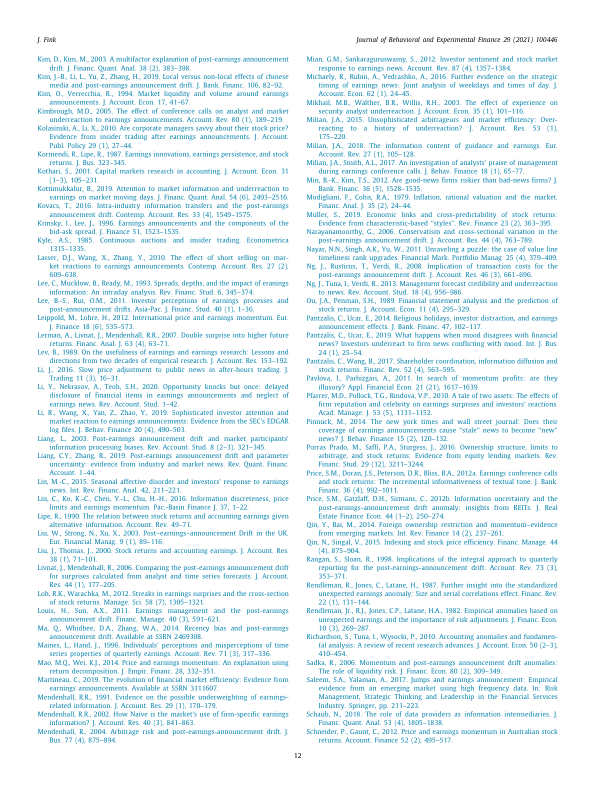 J. Fink
Journal of Behavioral and Experimental Finance 29 (2021) 100446
Kim, D., Kim, M., 2003. A multifactor explanation of post-earnings announcement
drift. J. Financ. Quant. Anal. 38 (2), 383–398.
Kim, J.-B., Li, L., Yu, Z., Zhang, H., 2019. Local versus non-local effects of chinese
media and post-earnings announcement drift. J. Bank. Financ. 106, 82–92.
Kim, O., Verrecchia, R., 1994. Market liquidity and volume around earnings
announcements. J. Account. Econ. 17, 41–67.
Kimbrough, M.D., 2005. The effect of conference calls on analyst and market
underreaction to earnings announcements. Account. Rev. 80 (1), 189–219.
Kolasinski, A., Li, X., 2010. Are corporate managers savvy about their stock price?
Evidence from insider trading after earnings announcements. J. Account.
Publ. Policy 29 (1), 27–44.
Kormendi, R., Lipe, R., 1987. Earnings innovations, earnings persistence, and stock
returns. J. Bus. 323–345.
Kothari, S., 2001. Capital markets research in accounting. J. Account. Econ. 31
(1–3), 105–231.
Kottimukkalur, B., 2019. Attention to market information and underreaction to
earnings on market moving days. J. Financ. Quant. Anal. 54 (6), 2493–2516.
Kovacs, T., 2016. Intra-industry information transfers and the post-earnings
announcement drift. Contemp. Account. Res. 33 (4), 1549–1575.
Krinsky, I., Lee, J., 1996. Earnings announcements and the components of the
bid-ask spread. J. Finance 51, 1523–1535.
Kyle, A.S., 1985. Continuous auctions and insider trading. Econometrica
1315–1335.
Lasser, D.J., Wang, X., Zhang, Y., 2010. The effect of short selling on mar-
ket reactions to earnings announcements. Contemp. Account. Res. 27 (2),
609–638.
Lee, C., Mucklow, B., Ready, M., 1993. Spreads, depths, and the impact of ernaings
information: An intraday analysis. Rev. Financ. Stud. 6, 345–374.
Lee, B.-S., Rui, O.M., 2011. Investor perceptions of earnings processes and
post-announcement drifts. Asia-Pac. J. Financ. Stud. 40 (1), 1–36.
Leippold, M., Lohre, H., 2012. International price and earnings momentum. Eur.
J. Finance 18 (6), 535–573.
Lerman, A., Livnat, J., Mendenhall, R.R., 2007. Double surprise into higher future
returns. Financ. Anal. J. 63 (4), 63–71.
Lev, B., 1989. On the usefulness of earnings and earning research: Lessons and
directions from two decades of empirical research. J. Account. Res. 153–192.
Li, J., 2016. Slow price adjustment to public news in after-hours trading. J.
Trading 11 (3), 16–31.
Li, Y., Nekrasov, A., Teoh, S.H., 2020. Opportunity knocks but once: delayed
disclosure of financial items in earnings announcements and neglect of
earnings news. Rev. Account. Stud. 1–42.
Li, R., Wang, X., Yan, Z., Zhao, Y., 2019. Sophisticated investor attention and
market reaction to earnings announcements: Evidence from the SEC's EDGAR
log files. J. Behav. Finance 20 (4), 490–503.
Liang, L., 2003. Post-earnings announcement drift and market participants'
information processing biases. Rev. Account. Stud. 8 (2–3), 321–345.
Liang, C.Y., Zhang, R., 2019. Post-earnings announcement drift and parameter
uncertainty: evidence from industry and market news. Rev. Quant. Financ.
Account. 1–44.
Lin, M.-C., 2015. Seasonal affective disorder and investors' response to earnings
news. Int. Rev. Financ. Anal. 42, 211–221.
Lin, C., Ko, K.-C., Chen, Y.-L., Chu, H.-H., 2016. Information discreteness, price
limits and earnings momentum. Pac.-Basin Finance J. 37, 1–22.
Lipe, R., 1990. The relation between stock returns and accounting earnings given
alternative information. Account. Rev. 49–71.
Liu, W., Strong, N., Xu, X., 2003. Post-earnings–announcement Drift in the UK.
Eur. Financial Manag. 9 (1), 89–116.
Liu, J., Thomas, J., 2000. Stock returns and accounting earnings. J. Account. Res.
38 (1), 71–101.
Livnat, J., Mendenhall, R., 2006. Comparing the post-earnings announcement drift
for surprises calculated from analyst and time series forecasts. J. Account.
Res. 44 (1), 177–205.
Loh, R.K., Warachka, M., 2012. Streaks in earnings surprises and the cross-section
of stock returns. Manage. Sci. 58 (7), 1305–1321.
Louis, H., Sun, A.X., 2011. Earnings management and the post-earnings
announcement drift. Financ. Manage. 40 (3), 591–621.
Ma, Q., Whidbee, D.A., Zhang, W.A., 2014. Recency bias and post-earnings
announcement drift. Available at SSRN 2469308.
Maines, L., Hand, J., 1996. Individuals' perceptions and misperceptions of time
series properties of quarterly earnings. Account. Rev. 71 (3), 317–336.
Mao, M.Q., Wei, K.J., 2014. Price and earnings momentum: An explanation using
return decomposition. J. Empir. Financ. 28, 332–351.
Martineau, C., 2019. The evolution of financial market efficiency: Evidence from
earnings announcements. Available at SSRN 3111607.
Mendenhall, R.R., 1991. Evidence on the possible underweighting of earnings-
related information. J. Account. Res. 29 (1), 170–179.
Mendenhall, R.R., 2002. How Naive is the market's use of firm-specific earnings
information? J. Account. Res. 40 (3), 841–863.
Mendenhall, R., 2004. Arbitrage risk and post-earnings-announcement drift. J.
Bus. 77 (4), 875–894.
Mian, G.M., Sankaraguruswamy, S., 2012. Investor sentiment and stock market
response to earnings news. Account. Rev. 87 (4), 1357–1384.
Michaely, R., Rubin, A., Vedrashko, A., 2016. Further evidence on the strategic
timing of earnings news: Joint analysis of weekdays and times of day. J.
Account. Econ. 62 (1), 24–45.
Mikhail, M.B., Walther, B.R., Willis, R.H., 2003. The effect of experience on
security analyst underreaction. J. Account. Econ. 35 (1), 101–116.
Milian, J.A., 2015. Unsophisticated arbitrageurs and market efficiency: Over-
reacting to a history of underreaction? J. Account. Res. 53 (1),
175–220.
Milian, J.A., 2018. The information content of guidance and earnings. Eur.
Account. Rev. 27 (1), 105–128.
Milian, J.A., Smith, A.L., 2017. An investigation of analysts' praise of management
during earnings conference calls. J. Behav. Finance 18 (1), 65–77.
Min, B.-K., Kim, T.S., 2012. Are good-news firms riskier than bad-news firms? J.
Bank. Financ. 36 (5), 1528–1535.
Modigliani, F., Cohn, R.A., 1979. Inflation, rational valuation and the market.
Financ. Anal. J. 35 (2), 24–44.
Müller, S., 2019. Economic links and cross-predictability of stock returns:
Evidence from characteristic-based "styles". Rev. Finance 23 (2), 363–395.
Narayanamoorthy, G., 2006. Conservatism and cross-sectional variation in the
post–earnings announcement drift. J. Account. Res. 44 (4), 763–789.
Nayar, N.N., Singh, A.K., Yu, W., 2011. Unraveling a puzzle: the case of value line
timeliness rank upgrades. Financial Mark. Portfolio Manag. 25 (4), 379–409.
Ng, J., Rusticus, T., Verdi, R., 2008. Implication of transaction costs for the
post-earnings announcement drift. J. Account. Res. 46 (3), 661–696.
Ng, J., Tuna, I., Verdi, R., 2013. Management forecast credibility and underreaction
to news. Rev. Account. Stud. 18 (4), 956–986.
Ou, J.A., Penman, S.H., 1989. Financial statement analysis and the prediction of
stock returns. J. Account. Econ. 11 (4), 295–329.
Pantzalis, C., Ucar, E., 2014. Religious holidays, investor distraction, and earnings
announcement effects. J. Bank. Financ. 47, 102–117.
Pantzalis, C., Ucar, E., 2019. What happens when mood disagrees with financial
news? Investors underreact to firm news conflicting with mood. Int. J. Bus.
24 (1), 25–54.
Pantzalis, C., Wang, B., 2017. Shareholder coordination, information diffusion and
stock returns. Financ. Rev. 52 (4), 563–595.
Pavlova, I., Parhizgari, A., 2011. In search of momentum profits: are they
illusory? Appl. Financial Econ. 21 (21), 1617–1639.
Pfarrer, M.D., Pollock, T.G., Rindova, V.P., 2010. A tale of two assets: The effects of
firm reputation and celebrity on earnings surprises and investors' reactions.
Acad. Manag. J. 53 (5), 1131–1152.
Pinnuck, M., 2014. The new york times and wall street journal: Does their
coverage of earnings announcements cause "stale" news to become "new"
news? J. Behav. Finance 15 (2), 120–132.
Porras Prado, M., Saffi, P.A., Sturgess, J., 2016. Ownership structure, limits to
arbitrage, and stock returns: Evidence from equity lending markets. Rev.
Financ. Stud. 29 (12), 3211–3244.
Price, S.M., Doran, J.S., Peterson, D.R., Bliss, B.A., 2012a. Earnings conference calls
and stock returns: The incremental informativeness of textual tone. J. Bank.
Financ. 36 (4), 992–1011.
Price, S.M., Gatzlaff, D.H., Sirmans, C., 2012b. Information uncertainty and the
post-earnings-announcement drift anomaly: insights from REITs. J. Real
Estate Finance Econ. 44 (1–2), 250–274.
Qin, Y., Bai, M., 2014. Foreign ownership restriction and momentum–evidence
from emerging markets. Int. Rev. Finance 14 (2), 237–261.
Qin, N., Singal, V., 2015. Indexing and stock price efficiency. Financ. Manage. 44
(4), 875–904.
Rangan, S., Sloan, R., 1998. Implications of the integral approach to quarterly
reporting for the post-earnings-announcement drift. Account. Rev. 73 (3),
353–371.
Rendleman, R., Jones, C., Latane, H., 1987. Further insight into the standardized
unexpected earnings anomaly: Size and serial correlation effects. Financ. Rev.
22 (1), 131–144.
Rendleman, Jr., R.J., Jones, C.P., Latane, H.A., 1982. Empirical anomalies based on
unexpected earnings and the importance of risk adjustments. J. Financ. Econ.
10 (3), 269–287.
Richardson, S., Tuna, I., Wysocki, P., 2010. Accounting anomalies and fundamen-
tal analysis: A review of recent research advances. J. Account. Econ. 50 (2–3),
410–454.
Sadka, R., 2006. Momentum and post-earnings announcement drift anomalies:
The role of liquidity risk. J. Financ. Econ. 80 (2), 309–349.
Saleem, S.A., Yalaman, A., 2017. Jumps and earnings announcement: Empirical
evidence from an emerging market using high frequency data. In: Risk
Management, Strategic Thinking and Leadership in the Financial Services
Industry. Springer, pp. 211–223.
Schaub, N., 2018. The role of data providers as information intermediaries. J.
Financ. Quant. Anal. 53 (4), 1805–1838.
Schneider, P., Gaunt, C., 2012. Price and earnings momentum in Australian stock
returns. Account. Finance 52 (2), 495–517.
12